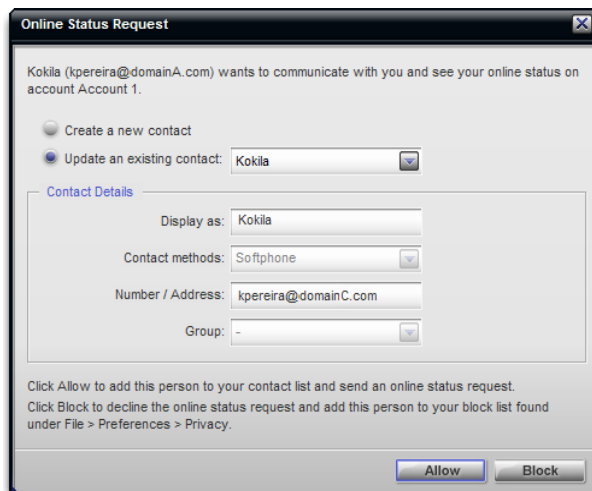 Online Status Request
Kokila (kpereira@domainA.com) wants to communicate with you and see your online status on
account Account 1.
Create a new contact
Update an existing contact: Kokila
Contact Details
Display as: Kokila
Contact methods: Softphone
Number / Address: kpereira@domainC.com
Group: -
Click Allow to add this person to your contact list and send an online status request.
Click Block to decline the online status request and add this person to your block list found
under File > Preferences > Privacy.
Allow Block